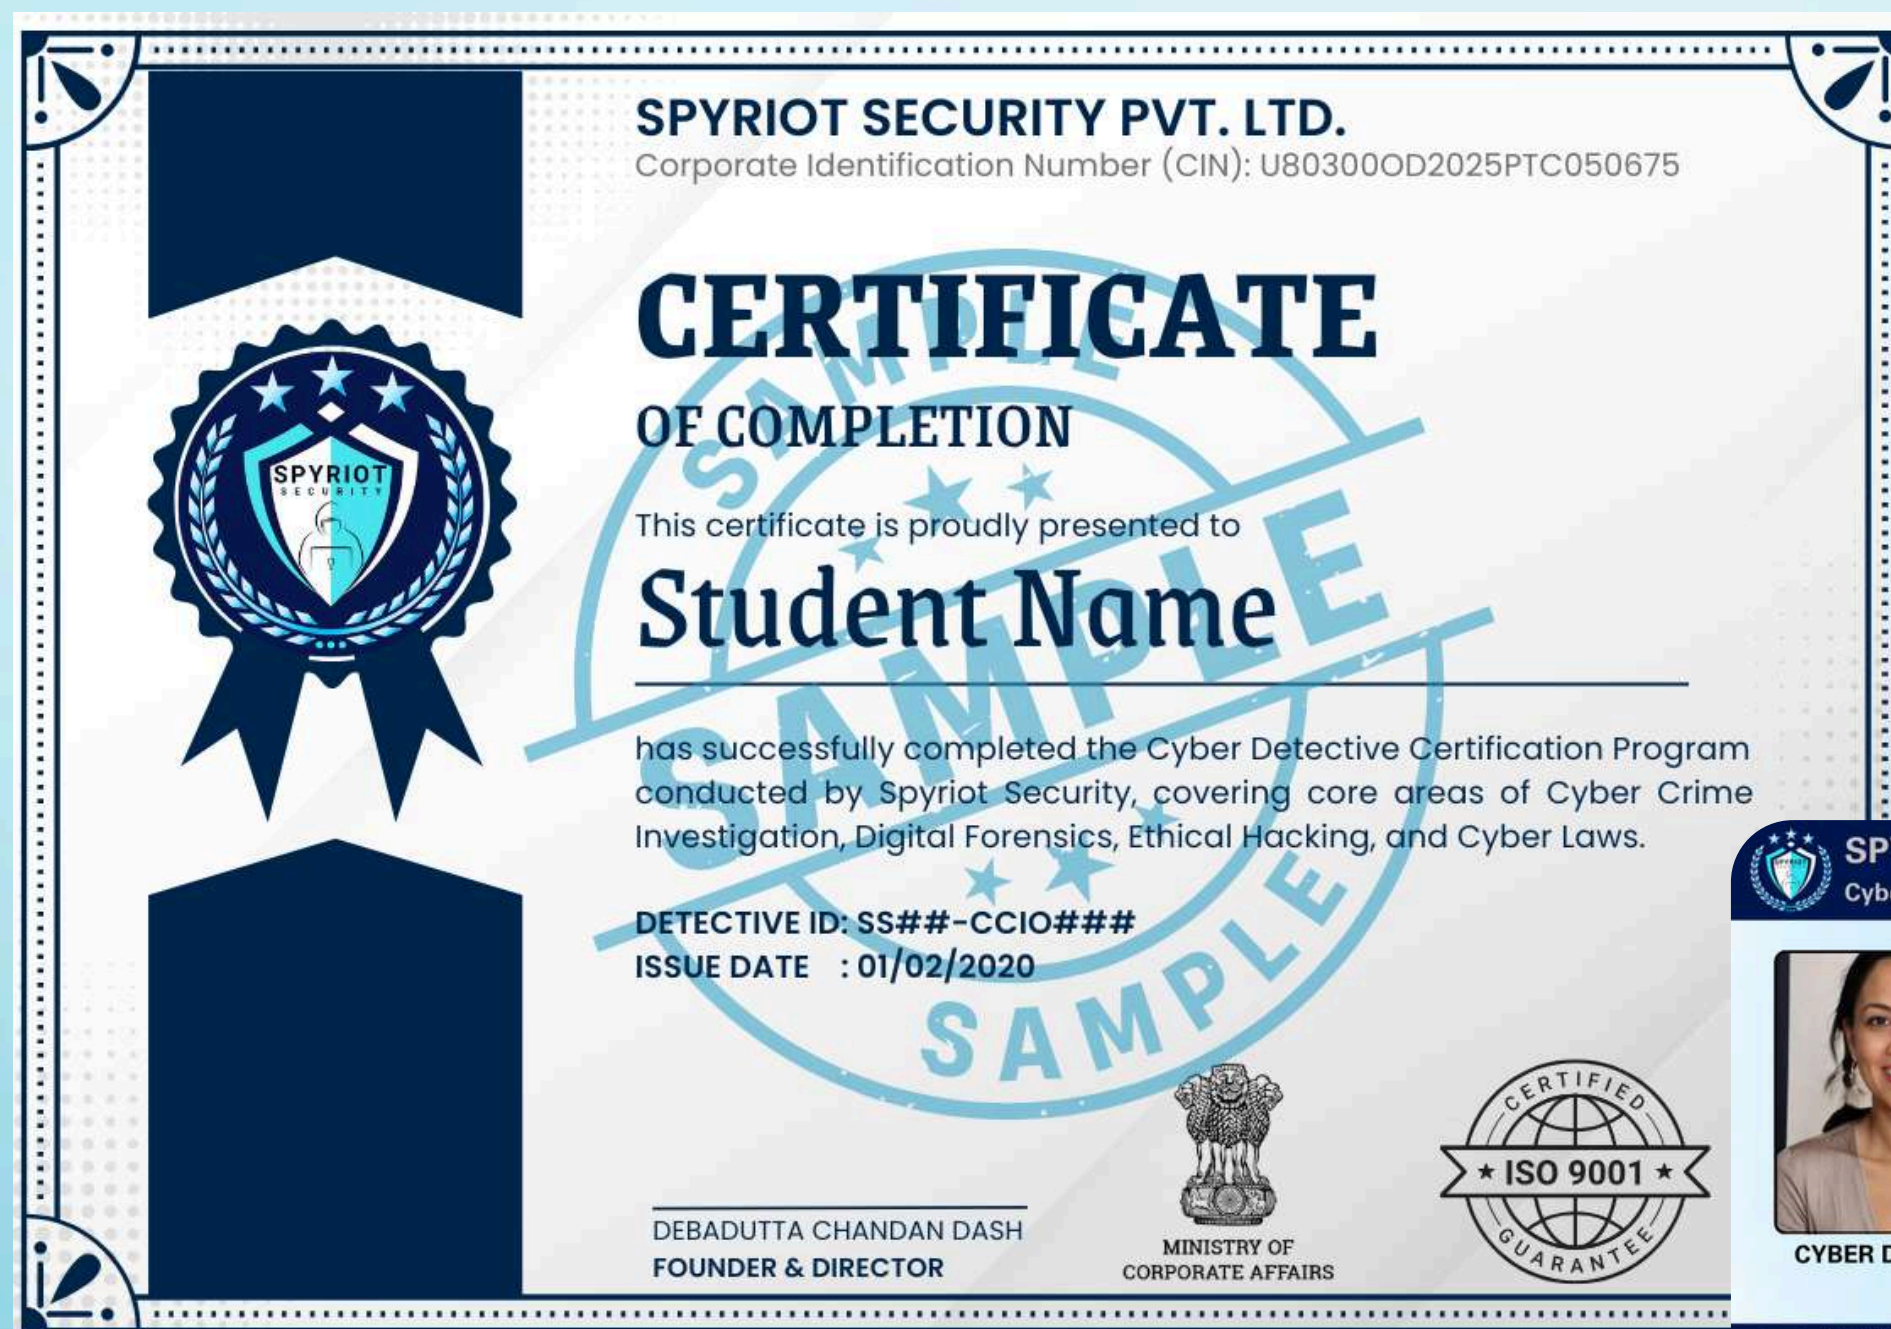 SPYRIOT SECURITY PVT. LTD.
Corporate Identification Number (CIN): U80300OD2025PTC050675
CERTIFICATE
OF COMPLETION
This certificate is proudly presented to
Student Name
has successfully completed the Cyber Detective Certification Program
conducted by Spyriot Security, covering core areas of Cyber Crime
Investigation, Digital Forensics, Ethical Hacking, and Cyber Laws.
DETECTIVE ID: SS##-CCIO###
ISSUE DATE : 01/02/2020
SAMPLE
SAMPLE
SAMPLE
SPYRIOT
SECURITY
DEBADUTTA CHANDAN DASH
FOUNDER & DIRECTOR
MINISTRY OF
CORPORATE AFFAIRS
CERTIFIED
ISO 9001
GUARANTEE
SPYRIOT
SP
Cyb
CYBER D